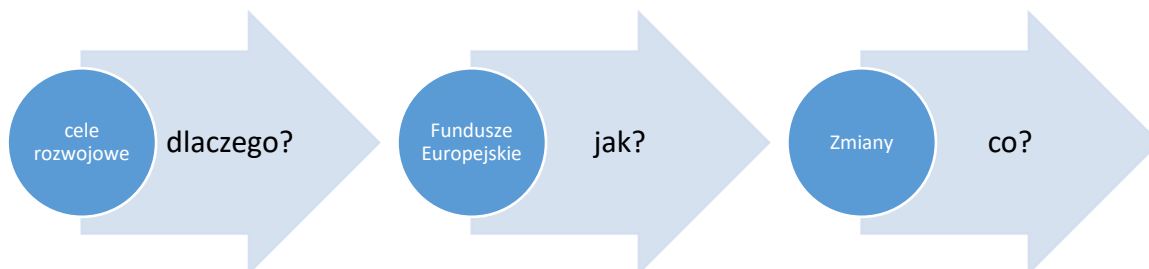 cele
rozwojowe
dlaczego?
Fundusze
Europejskie
jak?
Zmiany
co?